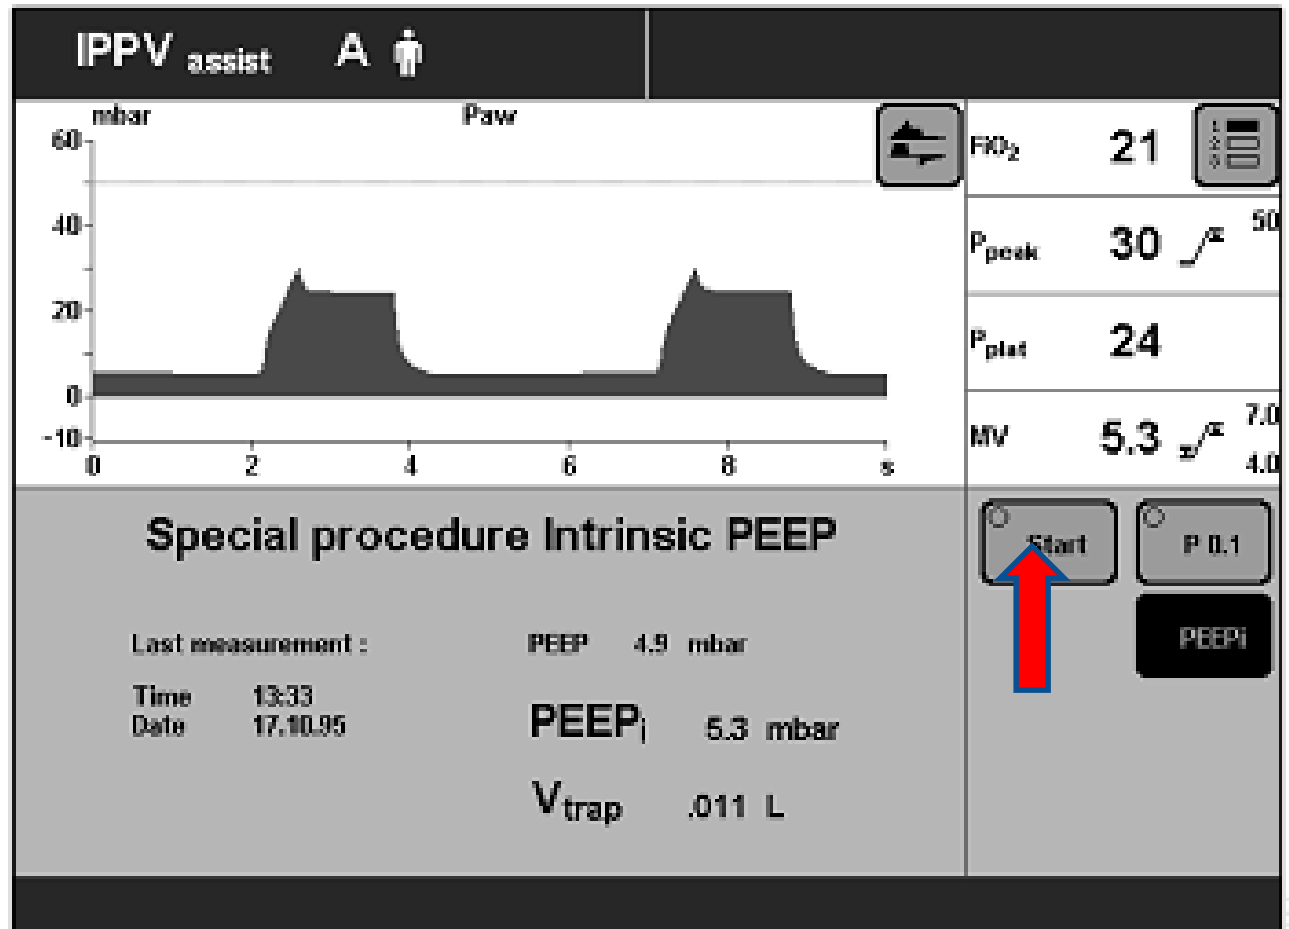 IPPV assist A
mbar Paw
60
40
20
0
-10
0 2 4 6 8 s
FiO2 21
Ppeak 30 50
Pplat 24
MV 5.3 7.0
4.0
Special procedure Intrinsic PEEP
Start P 0.1
PEEPi
Last measurement : PEEP 4.9 mbar
Time 13:33
Date 17.10.95
PEEPi 5.3 mbar
Vtrap .011 L